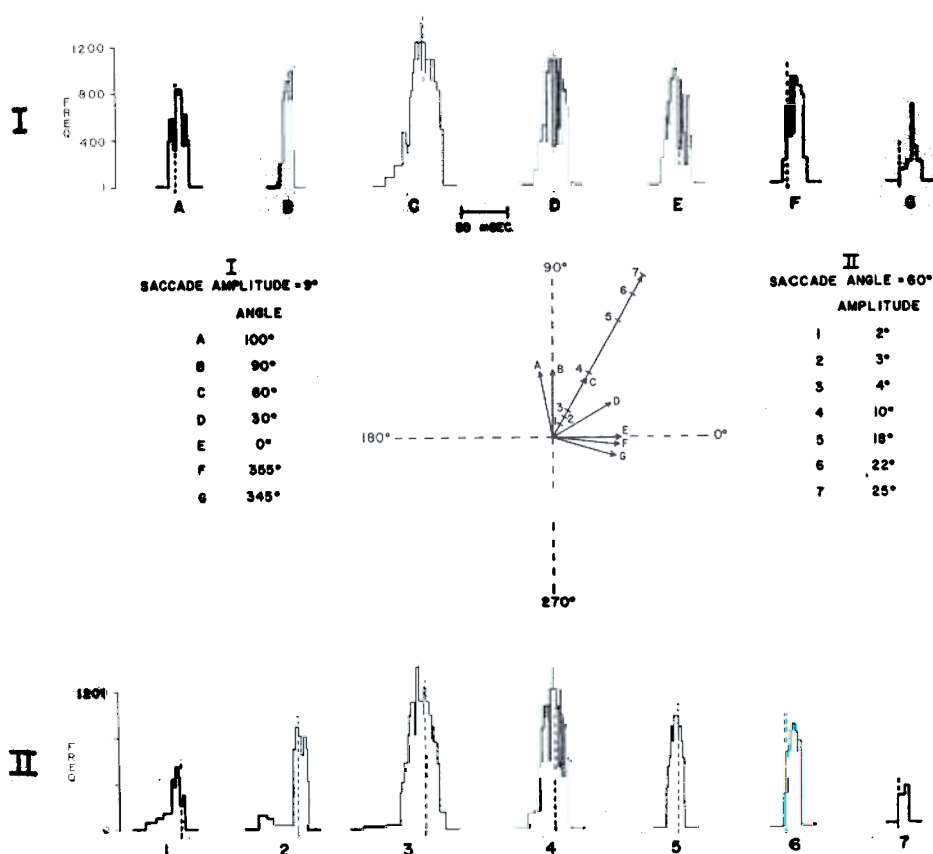 1200
800
400
1
FREQ
I
A
B
C
D
E
F
G
50 mSEC.
I
SACCADE AMPLITUDE = 9°
ANGLE
A 100°
B 90°
C 60°
D 30°
E 0°
F 355°
G 345°
90°
180°
0°
270°
7
6
5
4
C
3
2
1
A
B
D
E
F
G
II
SACCADE ANGLE = 60°
AMPLITUDE
1 2°
2 3°
3 4°
4 10°
5 18°
6 22°
7 25°
1201
FREQ
II
1
2
3
4
5
6
7